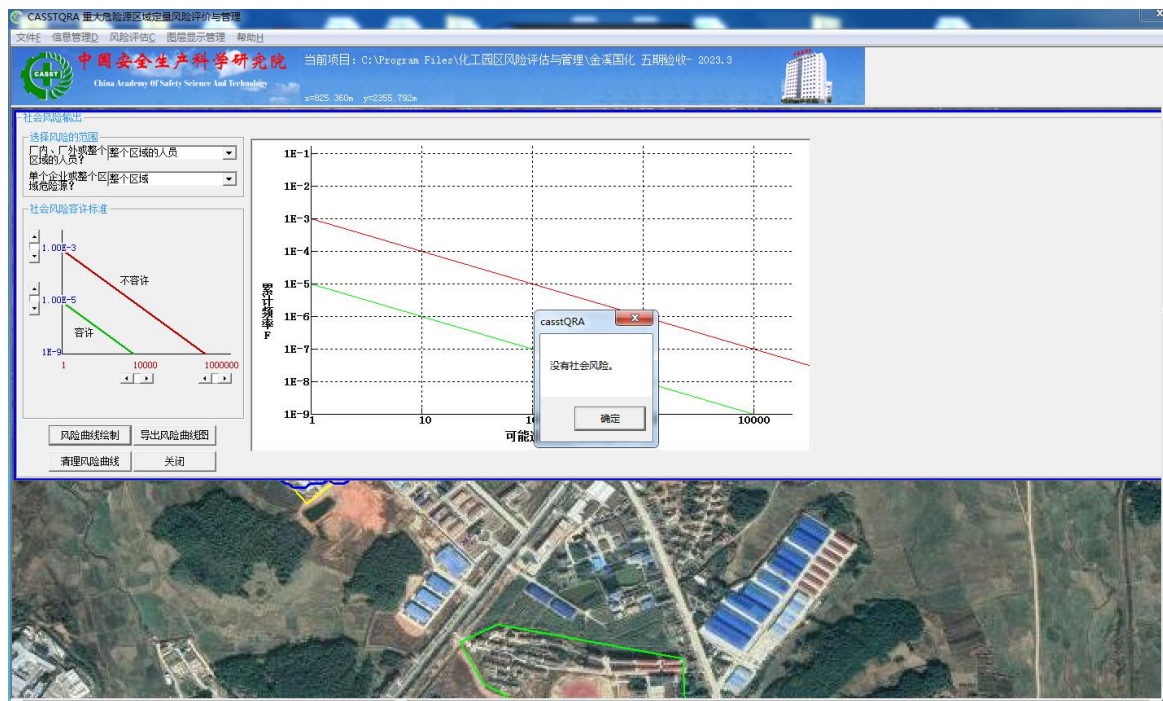 CASSTQRA 重大危险源区域定量风险评价与管理
文件F 信息管理D 风险评估C 图层显示管理 帮助H
CASST
中国安全生产科学研究院
China Academy Of Safety Science And Technology
当前项目: C:\Program Files\化工园区风险评估与管理\金溪国化 五期验收- 2023.3
x=825.360m y=2355.792m
社会风险输出
选择风险的范围
厂内、厂外或整个区域的人员?
整个区域的人员
单个企业或整个区域危险源?
整个区域
社会风险容许标准
1.00E-3
不容许
1.00E-5
容许
1E-9
1
10000
1000000
风险曲线绘制
导出风险曲线图
清理风险曲线
关闭
1E-1
1E-2
1E-3
1E-4
1E-5
1E-6
1E-7
1E-8
1E-9
累计频率F
1
10
10000
可能
casstQRA
没有社会风险。
确定